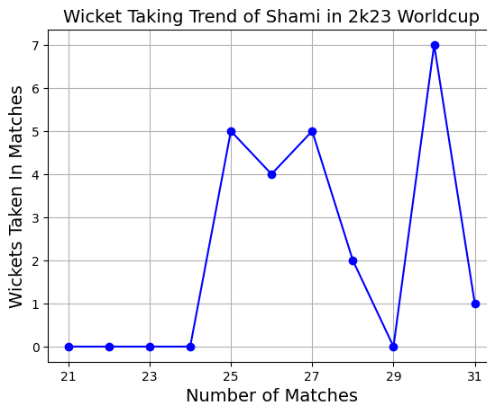 Wicket Taking Trend of Shami in 2k23 Worldcup
Wickets Taken In Matches
7
6
5
4
3
2
1
0
21 23 25 27 29 31
Number of Matches